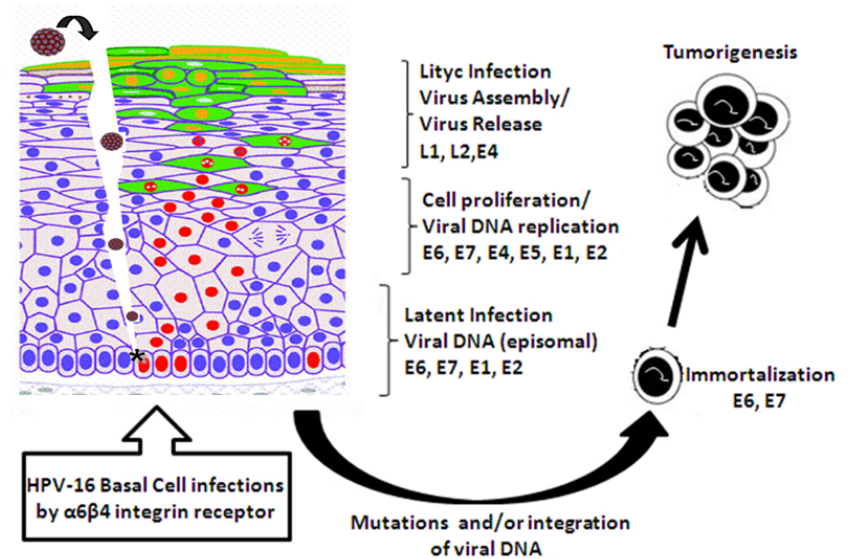 Lityc Infection
Virus Assembly/
Virus Release
L1, L2,E4
Cell proliferation/
Viral DNA replication
E6, E7, E4, E5, E1, E2
Latent Infection
Viral DNA (episomal)
E6, E7, E1, E2
*
HPV-16 Basal Cell infections
by α6β4 integrin receptor
Mutations and/or integration
of viral DNA
Immortalization
E6, E7
Tumorigenesis